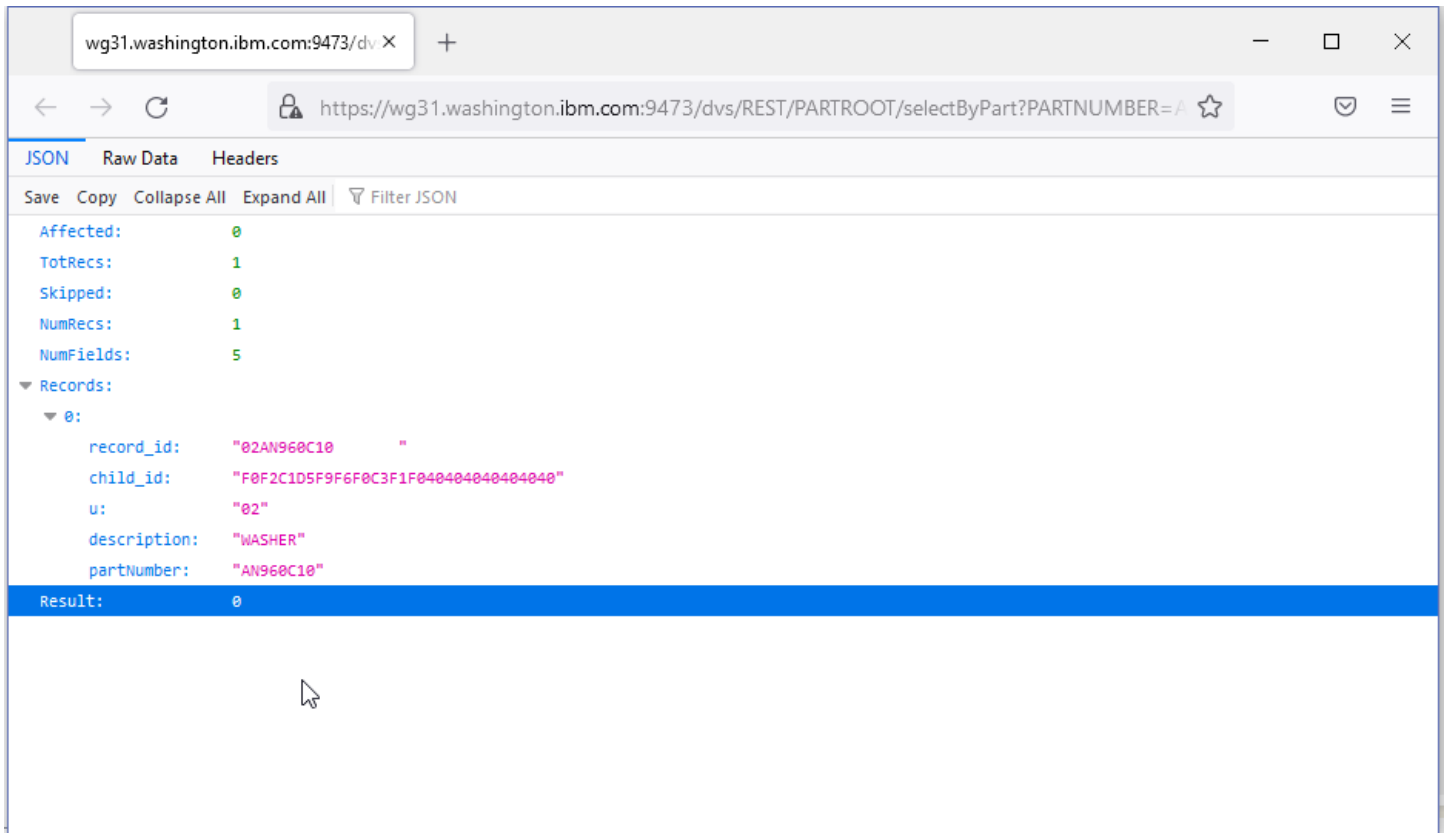 wg31.washington.ibm.com:9473/dv
https://wg31.washington.ibm.com:9473/dvs/REST/PARTROOT/selectByPart?PARTNUMBER=A
JSON Raw Data Headers
Save Copy Collapse All Expand All Filter JSON
Affected: 0
TotRecs: 1
Skipped: 0
NumRecs: 1
NumFields: 5
Records:
0:
record_id: "02AN960C10       "
child_id: "F0F2C1D5F9F6F0C3F1F040404040404040"
u: "02"
description: "WASHER"
partNumber: "AN960C10"
Result: 0